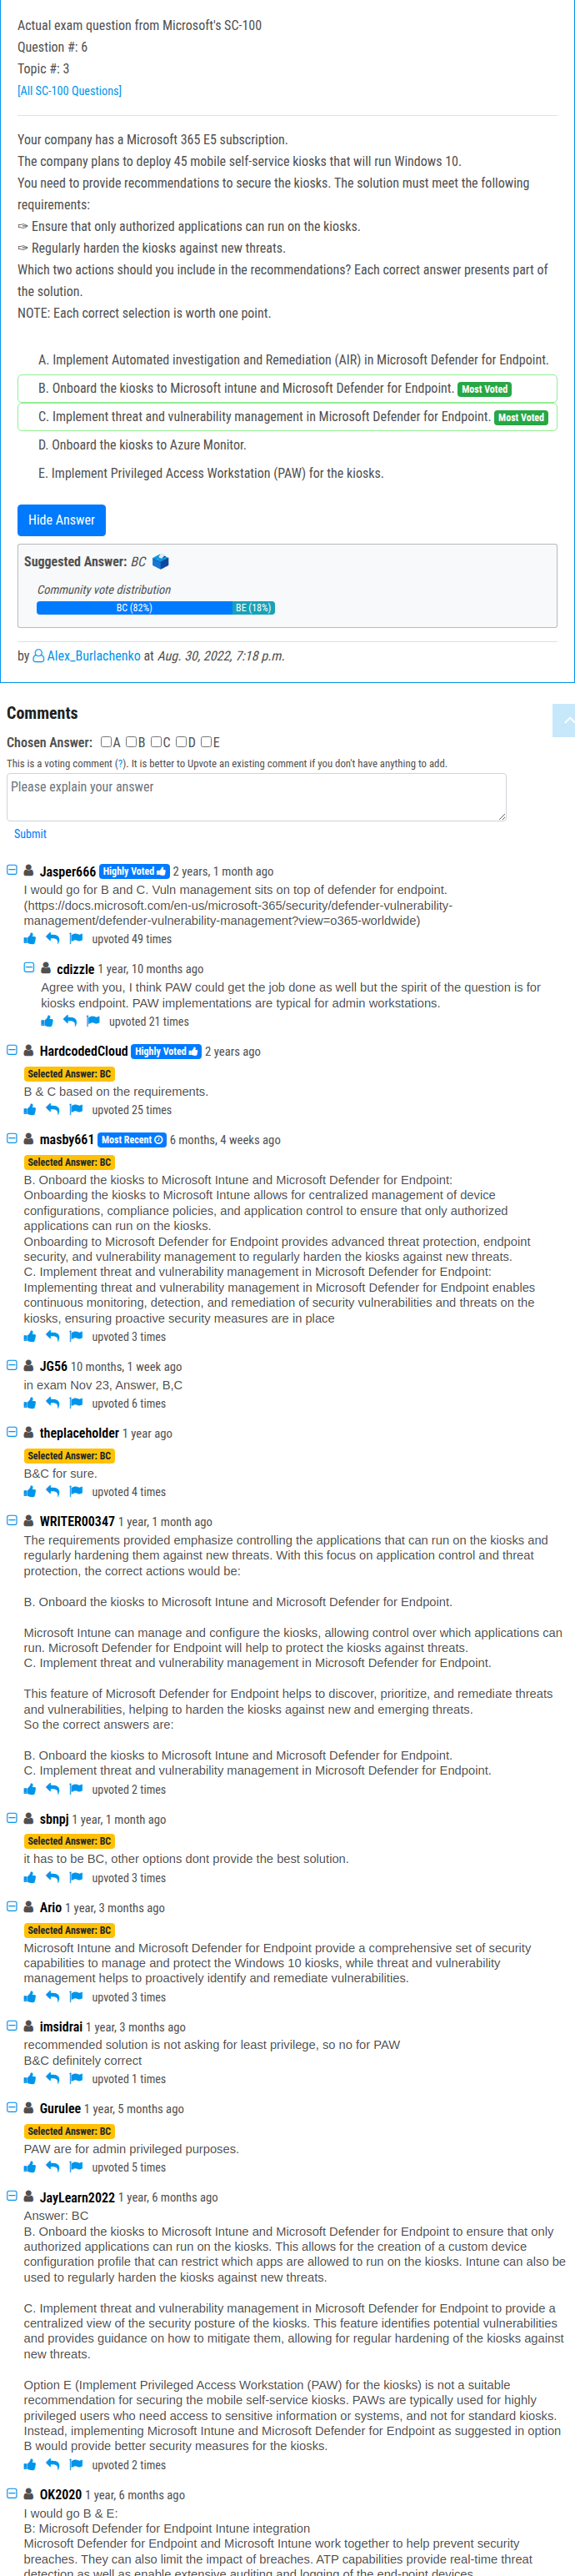 Actual exam question from Microsoft's SC-100
Question #: 6
Topic #: 3
[All SC-100 Questions]
Your company has a Microsoft 365 E5 subscription.
The company plans to deploy 45 mobile self-service kiosks that will run Windows 10.
You need to provide recommendations to secure the kiosks. The solution must meet the following
requirements:
✑ Ensure that only authorized applications can run on the kiosks.
✑ Regularly harden the kiosks against new threats.
Which two actions should you include in the recommendations? Each correct answer presents part of
the solution.
NOTE: Each correct selection is worth one point.
A. Implement Automated investigation and Remediation (AIR) in Microsoft Defender for Endpoint.
B. Onboard the kiosks to Microsoft intune and Microsoft Defender for Endpoint. Most Voted
C. Implement threat and vulnerability management in Microsoft Defender for Endpoint. Most Voted
D. Onboard the kiosks to Azure Monitor.
E. Implement Privileged Access Workstation (PAW) for the kiosks.
Hide Answer
Suggested Answer: BC
Community vote distribution
BC (82%) BE (18%)
by Alex_Burlachenko at Aug. 30, 2022, 7:18 p.m.
Comments
Chosen Answer: A B C D E
This is a voting comment (?). It is better to Upvote an existing comment if you don't have anything to add.
Please explain your answer
Submit
Jasper666 Highly Voted 2 years, 1 month ago
I would go for B and C. Vuln management sits on top of defender for endpoint.
(https://docs.microsoft.com/en-us/microsoft-365/security/defender-vulnerability-
management/defender-vulnerability-management?view=o365-worldwide)
upvoted 49 times
cdizzle 1 year, 10 months ago
Agree with you, I think PAW could get the job done as well but the spirit of the question is for
kiosks endpoint. PAW implementations are typical for admin workstations.
upvoted 21 times
HardcodedCloud Highly Voted 2 years ago
Selected Answer: BC
B & C based on the requirements.
upvoted 25 times
masby661 Most Recent 6 months, 4 weeks ago
Selected Answer: BC
B. Onboard the kiosks to Microsoft Intune and Microsoft Defender for Endpoint:
Onboarding the kiosks to Microsoft Intune allows for centralized management of device
configurations, compliance policies, and application control to ensure that only authorized
applications can run on the kiosks.
Onboarding to Microsoft Defender for Endpoint provides advanced threat protection, endpoint
security, and vulnerability management to regularly harden the kiosks against new threats.
C. Implement threat and vulnerability management in Microsoft Defender for Endpoint:
Implementing threat and vulnerability management in Microsoft Defender for Endpoint enables
continuous monitoring, detection, and remediation of security vulnerabilities and threats on the
kiosks, ensuring proactive security measures are in place
upvoted 3 times
JG56 10 months, 1 week ago
in exam Nov 23, Answer, B,C
upvoted 6 times
theplaceholder 1 year ago
Selected Answer: BC
B&C for sure.
upvoted 4 times
WRITER00347 1 year, 1 month ago
The requirements provided emphasize controlling the applications that can run on the kiosks and
regularly hardening them against new threats. With this focus on application control and threat
protection, the correct actions would be:
B. Onboard the kiosks to Microsoft Intune and Microsoft Defender for Endpoint.
Microsoft Intune can manage and configure the kiosks, allowing control over which applications can
run. Microsoft Defender for Endpoint will help to protect the kiosks against threats.
C. Implement threat and vulnerability management in Microsoft Defender for Endpoint.
This feature of Microsoft Defender for Endpoint helps to discover, prioritize, and remediate threats
and vulnerabilities, helping to harden the kiosks against new and emerging threats.
So the correct answers are:
B. Onboard the kiosks to Microsoft Intune and Microsoft Defender for Endpoint.
C. Implement threat and vulnerability management in Microsoft Defender for Endpoint.
upvoted 2 times
sbnpj 1 year, 1 month ago
Selected Answer: BC
it has to be BC, other options dont provide the best solution.
upvoted 3 times
Ario 1 year, 3 months ago
Selected Answer: BC
Microsoft Intune and Microsoft Defender for Endpoint provide a comprehensive set of security
capabilities to manage and protect the Windows 10 kiosks, while threat and vulnerability
management helps to proactively identify and remediate vulnerabilities.
upvoted 3 times
imsidrai 1 year, 3 months ago
recommended solution is not asking for least privilege, so no for PAW
B&C definitely correct
upvoted 1 times
Gurulee 1 year, 5 months ago
Selected Answer: BC
PAW are for admin privileged purposes.
upvoted 5 times
JayLearn2022 1 year, 6 months ago
Answer: BC
B. Onboard the kiosks to Microsoft Intune and Microsoft Defender for Endpoint to ensure that only
authorized applications can run on the kiosks. This allows for the creation of a custom device
configuration profile that can restrict which apps are allowed to run on the kiosks. Intune can also be
used to regularly harden the kiosks against new threats.
C. Implement threat and vulnerability management in Microsoft Defender for Endpoint to provide a
centralized view of the security posture of the kiosks. This feature identifies potential vulnerabilities
and provides guidance on how to mitigate them, allowing for regular hardening of the kiosks against
new threats.
Option E (Implement Privileged Access Workstation (PAW) for the kiosks) is not a suitable
recommendation for securing the mobile self-service kiosks. PAWs are typically used for highly
privileged users who need access to sensitive information or systems, and not for standard kiosks.
Instead, implementing Microsoft Intune and Microsoft Defender for Endpoint as suggested in option
B would provide better security measures for the kiosks.
upvoted 2 times
OK2020 1 year, 6 months ago
I would go B & E:
B: Microsoft Defender for Endpoint Intune integration
Microsoft Defender for Endpoint and Microsoft Intune work together to help prevent security
breaches. They can also limit the impact of breaches. ATP capabilities provide real-time threat
detection as well as enable extensive auditing and logging of the end-point devices.